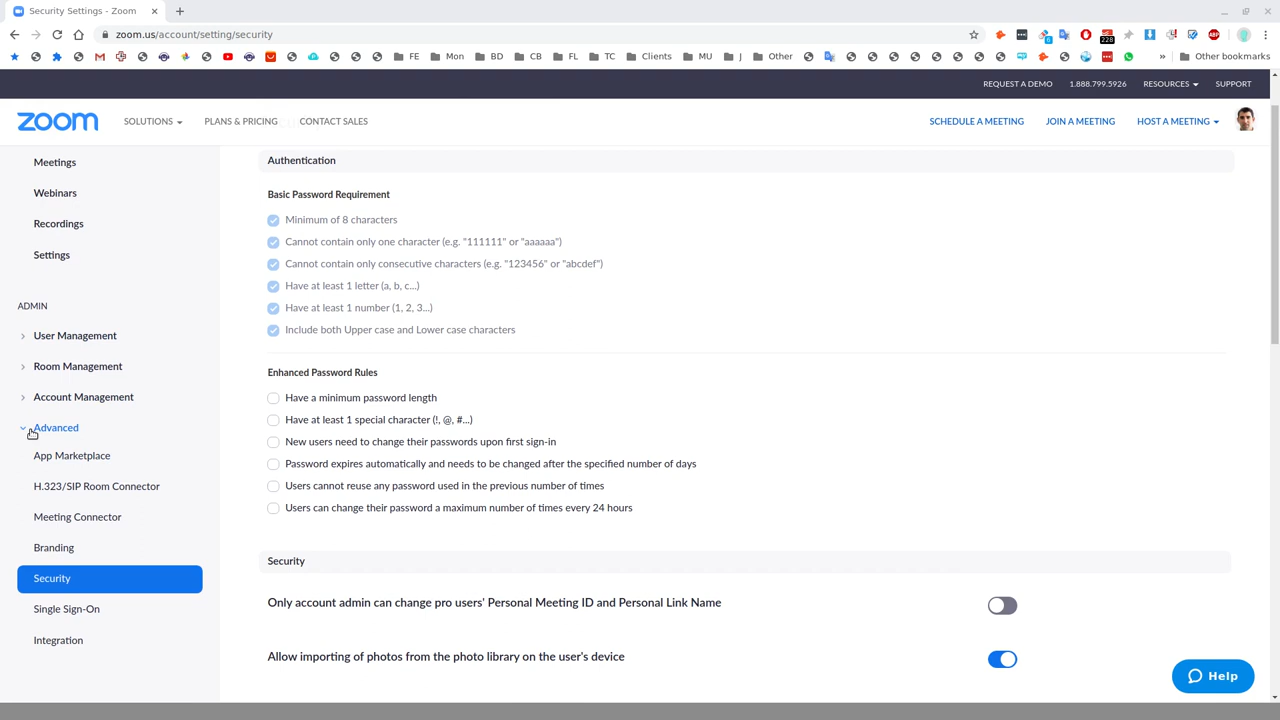 Security Settings - Zoom
zoom.us/account/setting/security
228
FE
Mon
BD
CB
FL
TC
Clients
MU
J
Other
Other bookmarks
REQUEST A DEMO
1.888.799.5926
RESOURCES
SUPPORT
zoom
SOLUTIONS
PLANS & PRICING
CONTACT SALES
SCHEDULE A MEETING
JOIN A MEETING
HOST A MEETING
Meetings
Webinars
Recordings
Settings
ADMIN
User Management
Room Management
Account Management
Advanced
App Marketplace
H.323/SIP Room Connector
Meeting Connector
Branding
Security
Single Sign-On
Integration
Authentication
Basic Password Requirement
Minimum of 8 characters
Cannot contain only one character (e.g. "111111" or "aaaaaa")
Cannot contain only consecutive characters (e.g. "123456" or "abcdef")
Have at least 1 letter (a, b, c...)
Have at least 1 number (1, 2, 3...)
Include both Upper case and Lower case characters
Enhanced Password Rules
Have a minimum password length
Have at least 1 special character (!, @, #...)
New users need to change their passwords upon first sign-in
Password expires automatically and needs to be changed after the specified number of days
Users cannot reuse any password used in the previous number of times
Users can change their password a maximum number of times every 24 hours
Security
Only account admin can change pro users' Personal Meeting ID and Personal Link Name
Allow importing of photos from the photo library on the user's device
Help